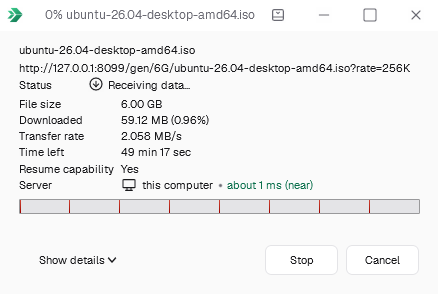 0% ubuntu-26.04-desktop-amd64.iso
ubuntu-26.04-desktop-amd64.iso
http://127.0.0.1:8099/gen/6G/ubuntu-26.04-desktop-amd64.iso?rate=256K
Status Receiving data...
File size 6.00 GB
Downloaded 59.12 MB (0.96%)
Transfer rate 2.058 MB/s
Time left 49 min 17 sec
Resume capability Yes
Server this computer • about 1 ms (near)
Show details Stop Cancel